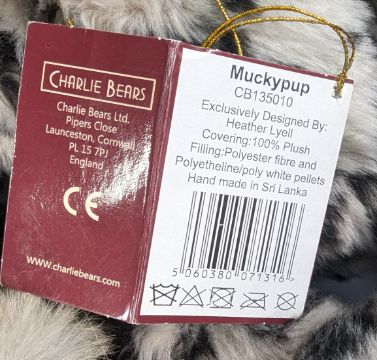 CHARLIE BEARS
Charlie Bears Ltd.
Pipers Close
Launceston, Cornwall
PL 15 7PJ
England
CE
www.charliebears.com
Muckypup
CB135010
Exclusively Designed By:
Heather Lyell
Covering:100% Plush
Filling:Polyester fibre and
Polyetheline/poly white pellets
Hand made in Sri Lanka
5 060380 071316 >